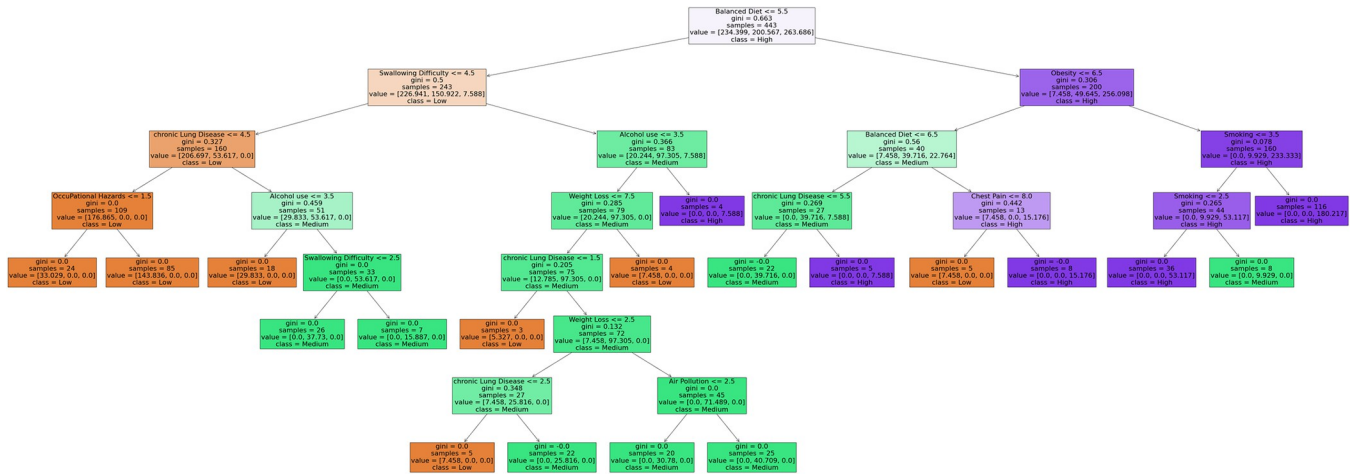 Balanced Diet <= 5.5
gini = 0.663
samples = 443
value = [234.399, 200.567, 263.686]
class = High
Swallowing Difficulty <= 4.5
gini = 0.5
samples = 243
value = [226.941, 150.922, 7.588]
class = Low
Obesity <= 6.5
gini = 0.306
samples = 200
value = [7.458, 49.645, 256.098]
class = High
chronic Lung Disease <= 4.5
gini = 0.327
samples = 160
value = [206.697, 53.617, 0.0]
class = Low
Alcohol use <= 3.5
gini = 0.366
samples = 83
value = [20.244, 97.305, 7.588]
class = Medium
Balanced Diet <= 6.5
gini = 0.56
samples = 40
value = [7.458, 39.716, 22.764]
class = Medium
Smoking <= 3.5
gini = 0.078
samples = 160
value = [0.0, 9.929, 233.333]
class = High
OccuPational Hazards <= 1.5
gini = 0.0
samples = 109
value = [176.865, 0.0, 0.0]
class = Low
Alcohol use <= 3.5
gini = 0.459
samples = 51
value = [29.833, 53.617, 0.0]
class = Medium
Weight Loss <= 7.5
gini = 0.285
samples = 79
value = [20.244, 97.305, 0.0]
class = Medium
gini = 0.0
samples = 4
value = [0.0, 0.0, 7.588]
class = High
chronic Lung Disease <= 5.5
gini = 0.269
samples = 27
value = [0.0, 39.716, 7.588]
class = Medium
Chest Pain <= 8.0
gini = 0.442
samples = 13
value = [7.458, 0.0, 15.176]
class = High
Smoking <= 2.5
gini = 0.265
samples = 44
value = [0.0, 9.929, 53.117]
class = High
gini = 0.0
samples = 116
value = [0.0, 0.0, 180.217]
class = High
gini = 0.0
samples = 24
value = [33.029, 0.0, 0.0]
class = Low
gini = 0.0
samples = 85
value = [143.836, 0.0, 0.0]
class = Low
gini = 0.0
samples = 18
value = [29.833, 0.0, 0.0]
class = Low
Swallowing Difficulty <= 2.5
gini = 0.0
samples = 33
value = [0.0, 53.617, 0.0]
class = Medium
chronic Lung Disease <= 1.5
gini = 0.205
samples = 75
value = [12.785, 97.305, 0.0]
class = Medium
gini = 0.0
samples = 4
value = [7.458, 0.0, 0.0]
class = Low
gini = -0.0
samples = 22
value = [0.0, 39.716, 0.0]
class = Medium
gini = 0.0
samples = 5
value = [0.0, 0.0, 7.588]
class = High
gini = 0.0
samples = 5
value = [7.458, 0.0, 0.0]
class = Low
gini = -0.0
samples = 8
value = [0.0, 0.0, 15.176]
class = High
gini = 0.0
samples = 36
value = [0.0, 0.0, 53.117]
class = High
gini = 0.0
samples = 8
value = [0.0, 9.929, 0.0]
class = Medium
gini = 0.0
samples = 26
value = [0.0, 37.73, 0.0]
class = Medium
gini = 0.0
samples = 7
value = [0.0, 15.887, 0.0]
class = Medium
gini = 0.0
samples = 3
value = [5.327, 0.0, 0.0]
class = Low
Weight Loss <= 2.5
gini = 0.132
samples = 72
value = [7.458, 97.305, 0.0]
class = Medium
chronic Lung Disease <= 2.5
gini = 0.348
samples = 27
value = [7.458, 25.816, 0.0]
class = Medium
Air Pollution <= 2.5
gini = 0.0
samples = 45
value = [0.0, 71.489, 0.0]
class = Medium
gini = 0.0
samples = 5
value = [7.458, 0.0, 0.0]
class = Low
gini = -0.0
samples = 22
value = [0.0, 25.816, 0.0]
class = Medium
gini = 0.0
samples = 20
value = [0.0, 30.78, 0.0]
class = Medium
gini = 0.0
samples = 25
value = [0.0, 40.709, 0.0]
class = Medium